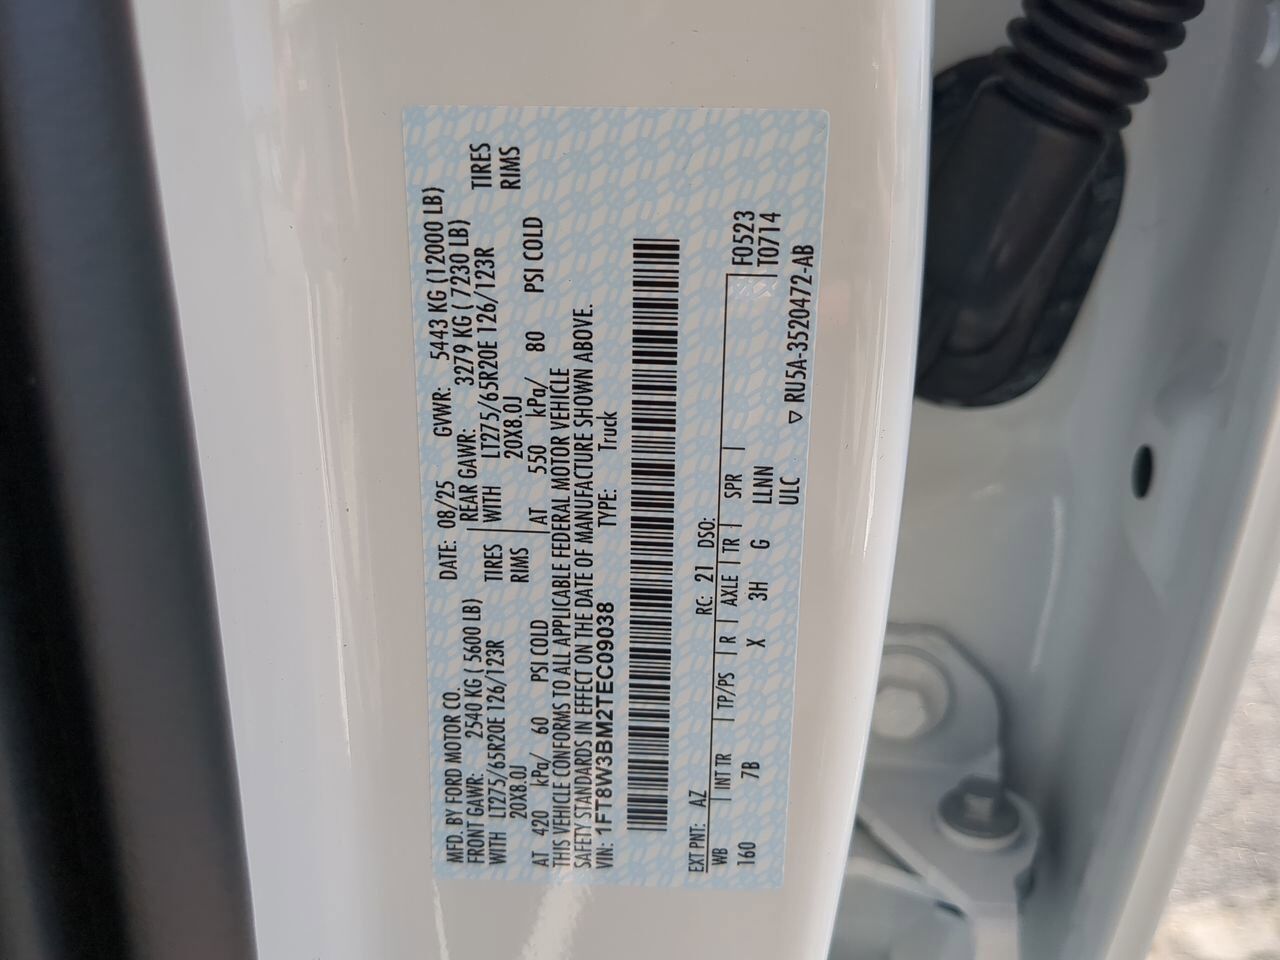 MFD. BY FORD MOTOR CO. DATE: 08/25 GVWR: 5443 KG (12000 LB)
FRONT GAWR: 2540 KG ( 5600 LB) REAR GAWR: 3279 KG ( 7230 LB)
WITH LT275/65R20E 126/123R TIRES WITH LT275/65R20E 126/123R TIRES
20X8.0J RIMS 20X8.0J RIMS
AT 420 kPa/ 60 PSI COLD AT 550 kPa/ 80 PSI COLD
THIS VEHICLE CONFORMS TO ALL APPLICABLE FEDERAL MOTOR VEHICLE
SAFETY STANDARDS IN EFFECT ON THE DATE OF MANUFACTURE SHOWN ABOVE.
VIN: 1FT8W3BM2TEC09038 TYPE: Truck
EXT PNT: AZ RC: 21 DSO:
WB INT TR TP/PS R AXLE TR SPR F0523
160 7B X 3H G LLNN T0714
ULC
▽ RU5A-3520472-AB